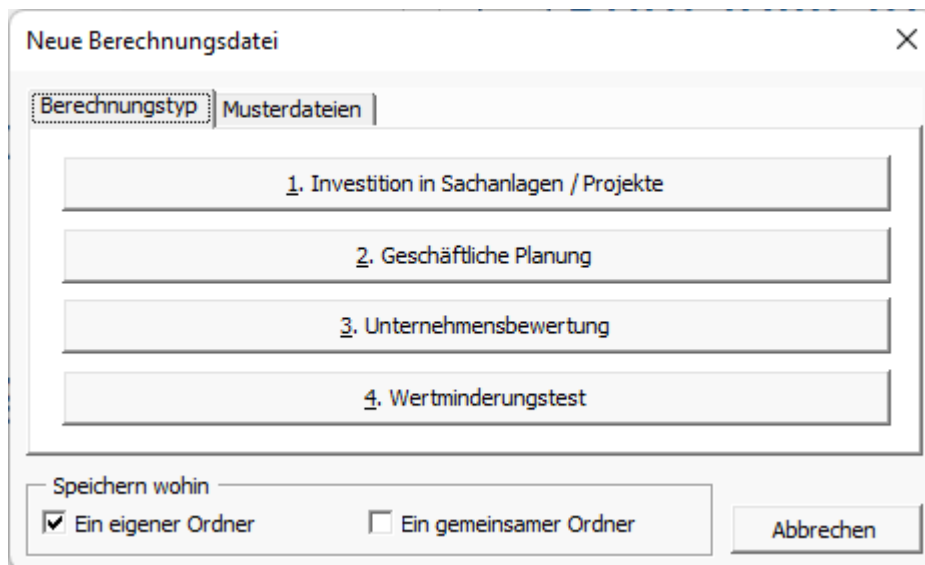 Neue Berechnungsdatei
Berechnungstyp Musterdateien
1. Investition in Sachanlagen / Projekte
2. Geschäftliche Planung
3. Unternehmensbewertung
4. Wertminderungstest
Speichern wohin
Ein eigener Ordner Ein gemeinsamer Ordner
Abbrechen